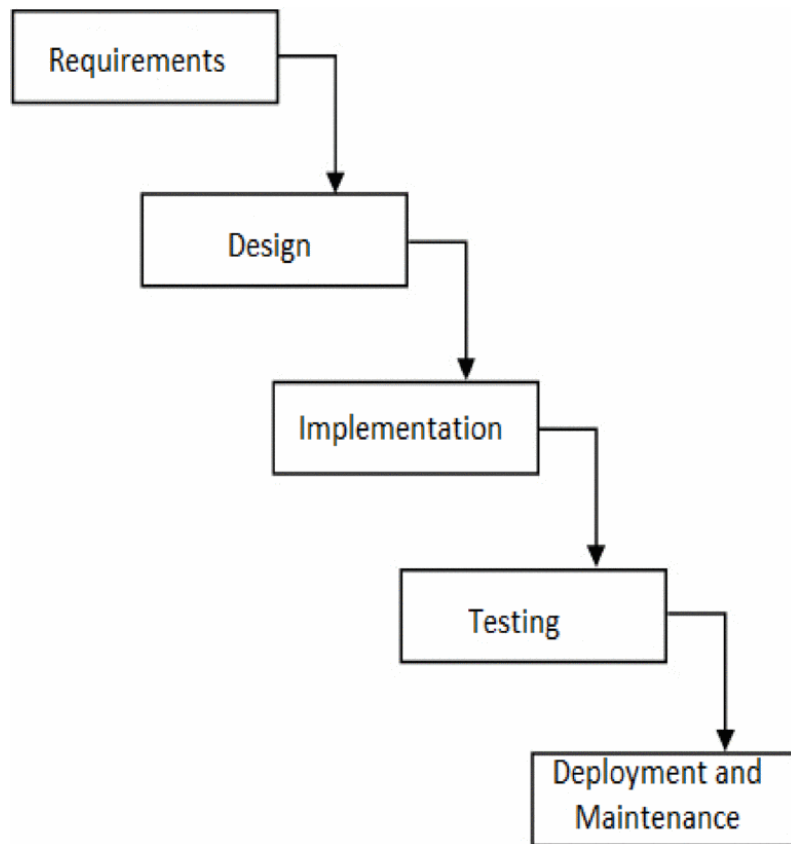 Requirements
Design
Implementation
Testing
Deployment and
Maintenance